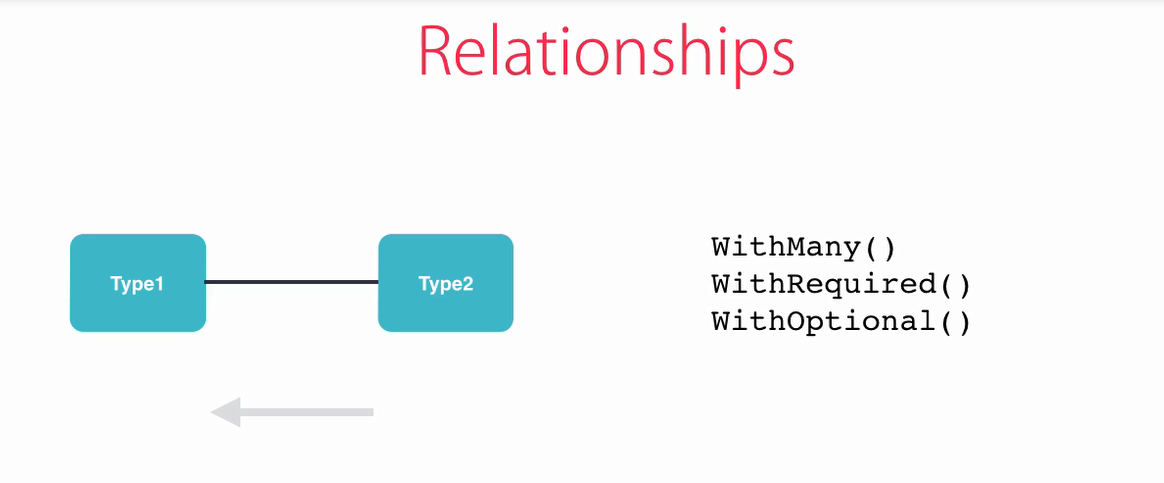 Relationships
Type1
Type2
WithMany()
WithRequired()
WithOptional()